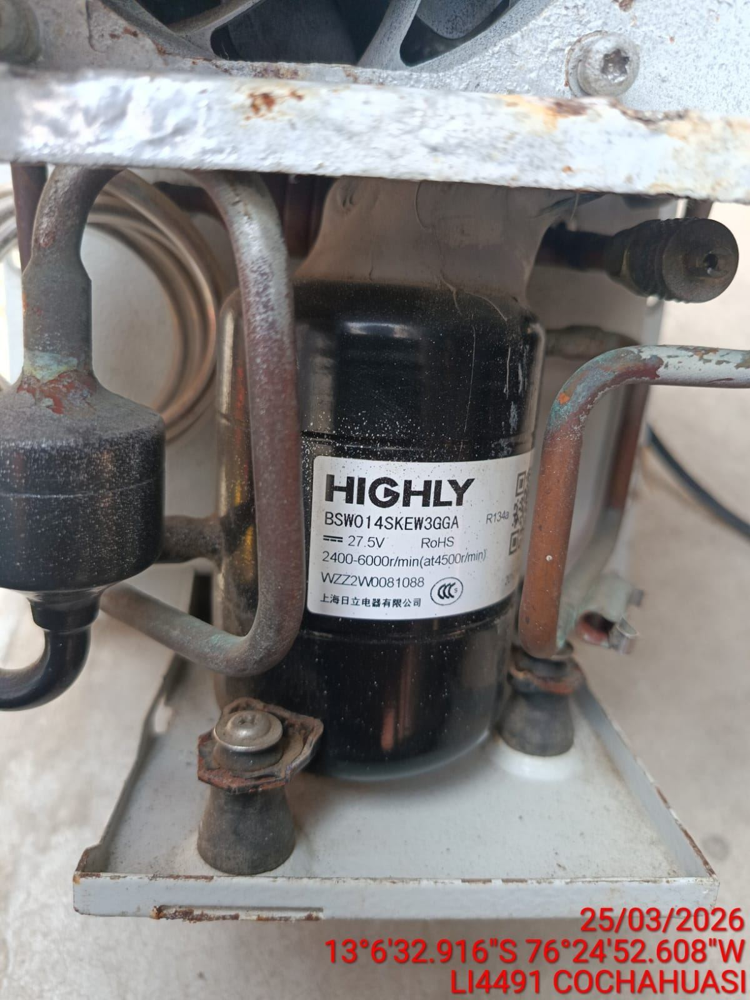 HIGHLY
BSW014SKEW3GGA R134a
27.5V RoHS
2400-6000r/min(at4500r/min)
WZZ2W0081088
CCC S
上海日立电器有限公司
25/03/2026
13°6'32.916"S 76°24'52.608"W
LI4491 COCHAHUASI